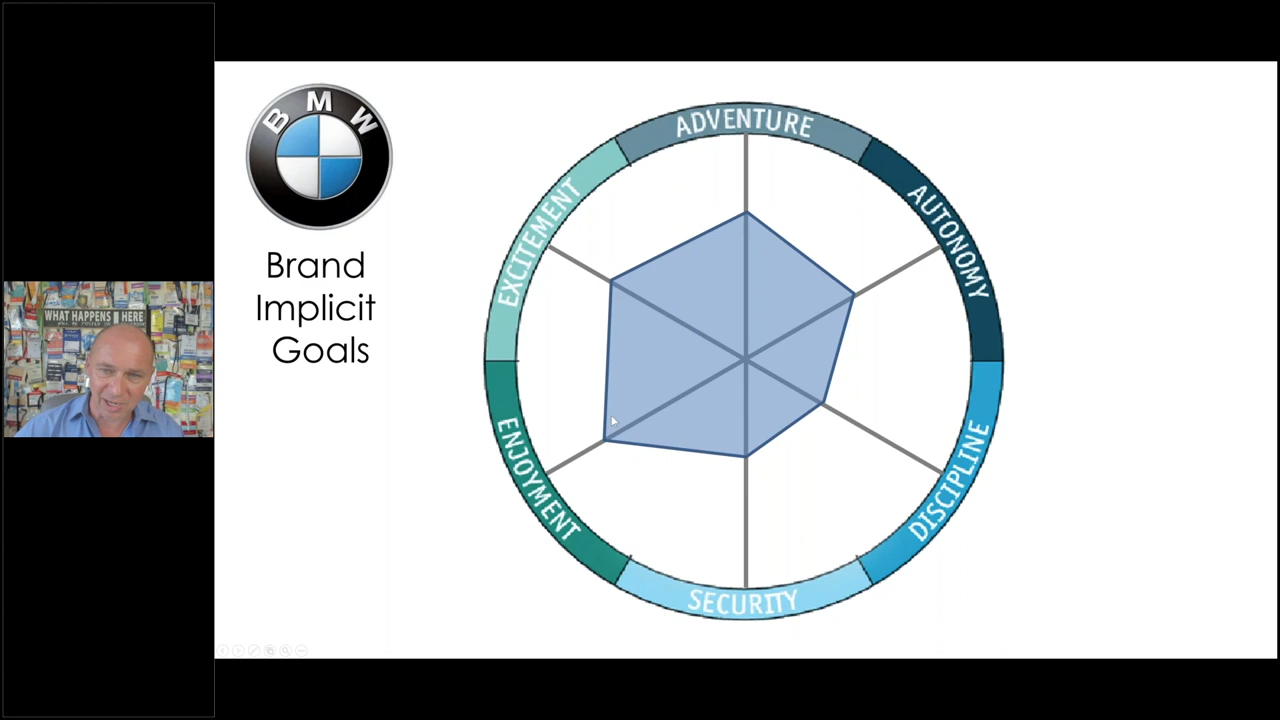 WHAT HAPPENS HERE
BMW
Brand
Implicit
Goals
ADVENTURE
AUTONOMY
DISCIPLINE
SECURITY
ENJOYMENT
EXCITEMENT